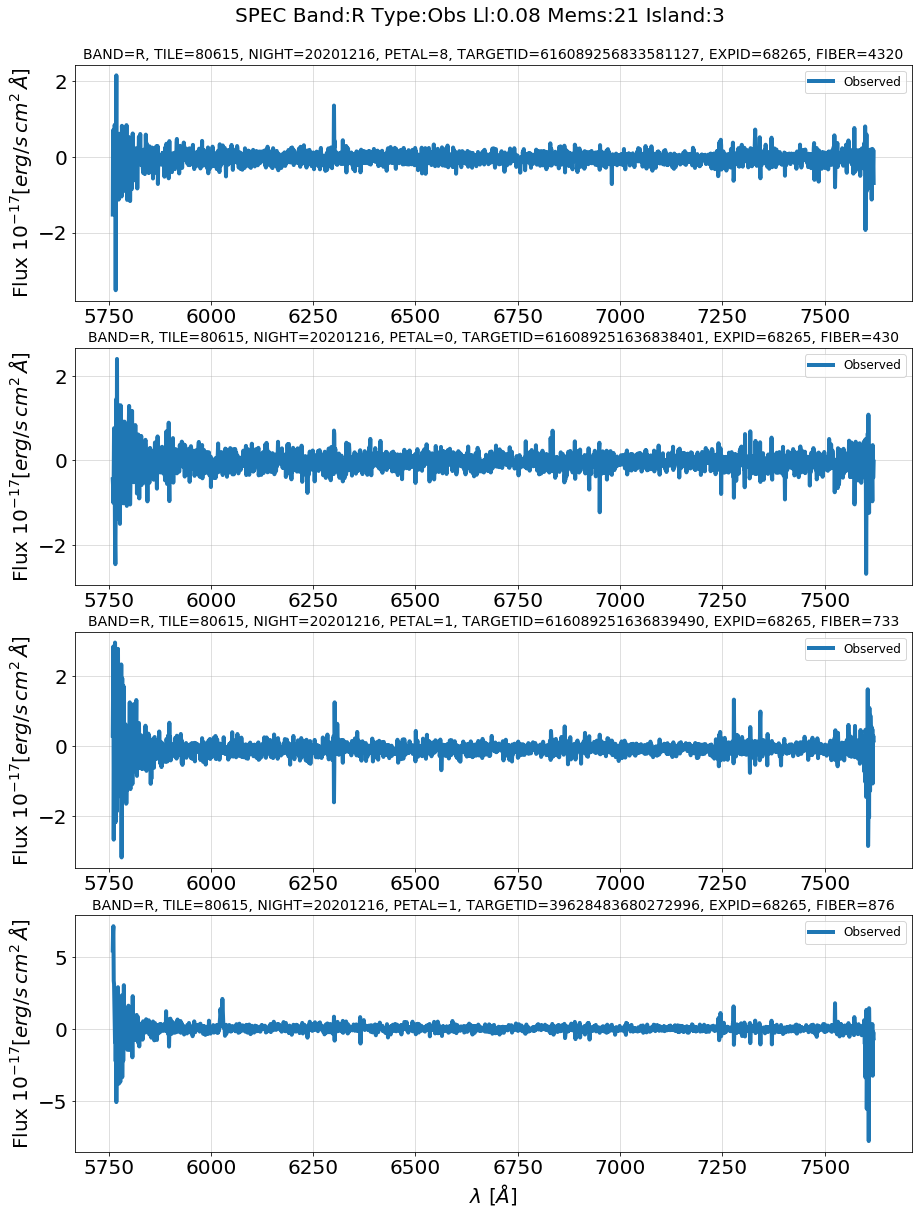 SPEC Band:R Type:Obs Ll:0.08 Mems:21 Island:3
BAND=R, TILE=80615, NIGHT=20201216, PETAL=8, TARGETID=616089256833581127, EXPID=68265, FIBER=4320
Observed
2
0
−2
Flux 10^{−17}[erg/s cm^2 Å]
5750 6000 6250 6500 6750 7000 7250 7500
BAND=R, TILE=80615, NIGHT=20201216, PETAL=0, TARGETID=616089251636838401, EXPID=68265, FIBER=430
Observed
2
0
−2
Flux 10^{−17}[erg/s cm^2 Å]
5750 6000 6250 6500 6750 7000 7250 7500
BAND=R, TILE=80615, NIGHT=20201216, PETAL=1, TARGETID=616089251636839490, EXPID=68265, FIBER=733
Observed
2
0
−2
Flux 10^{−17}[erg/s cm^2 Å]
5750 6000 6250 6500 6750 7000 7250 7500
BAND=R, TILE=80615, NIGHT=20201216, PETAL=1, TARGETID=39628483680272996, EXPID=68265, FIBER=876
Observed
5
0
−5
Flux 10^{−17}[erg/s cm^2 Å]
5750 6000 6250 6500 6750 7000 7250 7500
λ [Å]